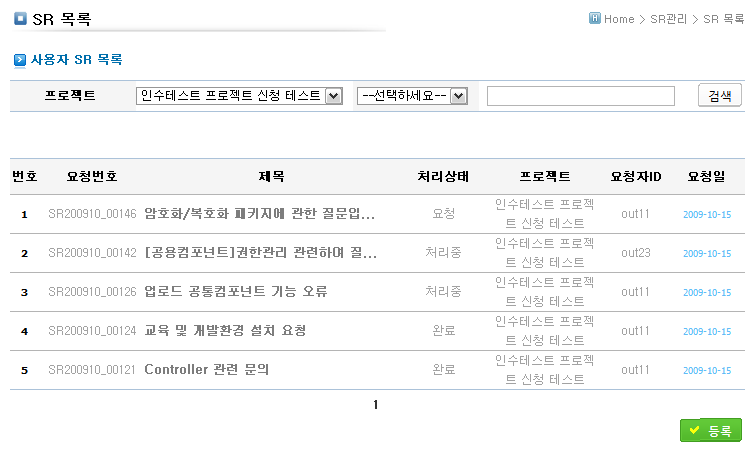 SR 목록
Home > SR관리 > SR 목록
사용자 SR 목록
프로젝트 인수테스트 프로젝트 신청 테스트 --선택하세요-- 검색
번호 요청번호 제목 처리상태 프로젝트 요청자ID 요청일
1 SR200910_00146 암호화/복호화 패키지에 관한 질문입... 요청 인수테스트 프로젝
트 신청 테스트 out11 2009-10-15
2 SR200910_00142 [공용컴포넌트]권한관리 관련하여 질... 처리중 인수테스트 프로젝
트 신청 테스트 out23 2009-10-15
3 SR200910_00126 업로드 공통컴포넌트 기능 오류 처리중 인수테스트 프로젝
트 신청 테스트 out11 2009-10-15
4 SR200910_00124 교육 및 개발환경 설치 요청 완료 인수테스트 프로젝
트 신청 테스트 out11 2009-10-15
5 SR200910_00121 Controller 관련 문의 완료 인수테스트 프로젝
트 신청 테스트 out11 2009-10-15
1
등록